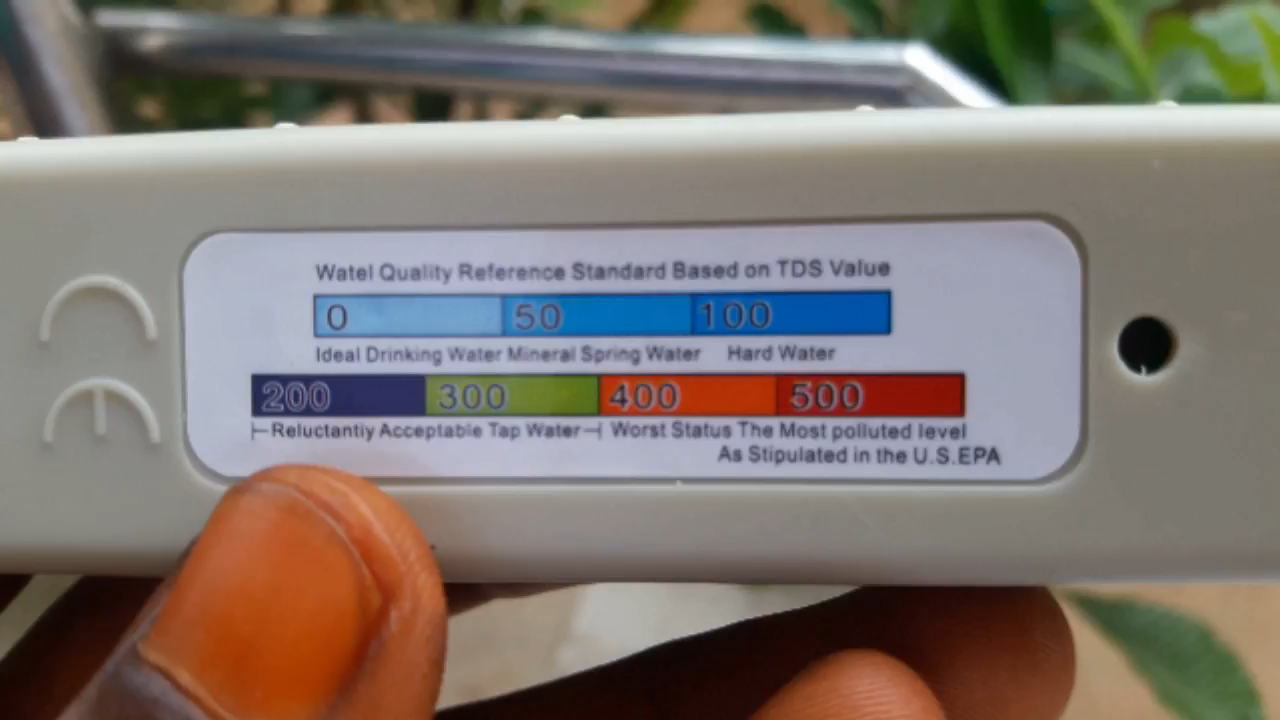 Watel Quality Reference Standard Based on TDS Value
0 50 100
Ideal Drinking Water Mineral Spring Water Hard Water
200 300 400 500
Reluctantiy Acceptable Tap Water Worst Status The Most polluted level
As Stipulated in the U.S.EPA
CE